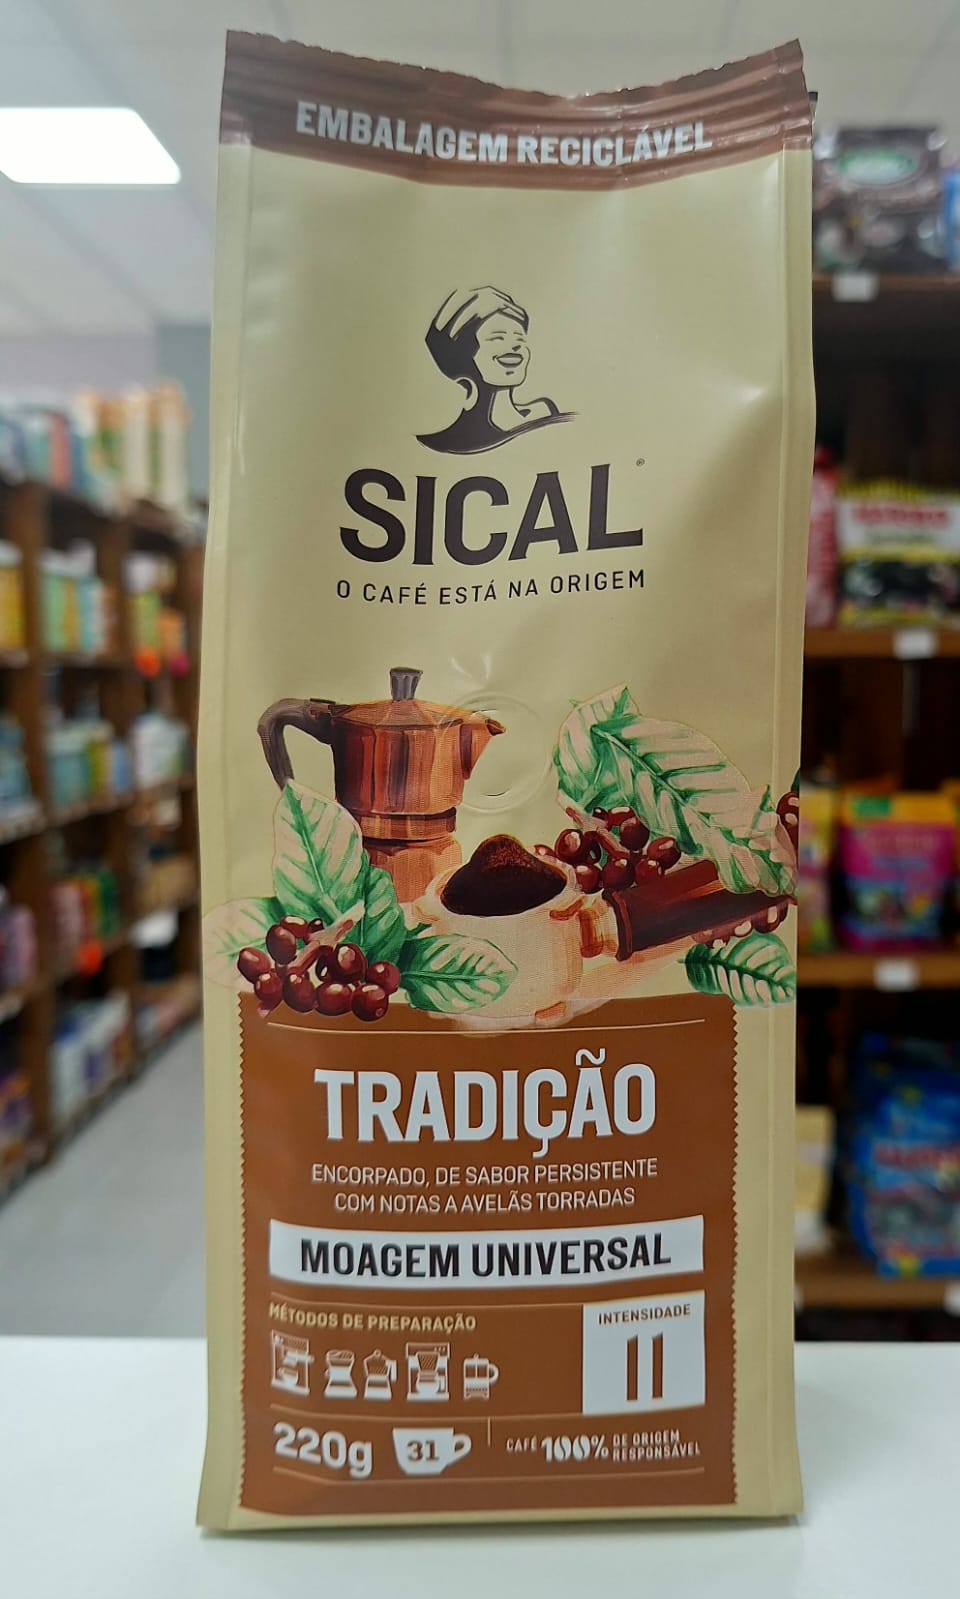 EMBALAGEM RECICLÁVEL
SICAL®
O CAFÉ ESTÁ NA ORIGEM
TRADIÇÃO
ENCORPADO, DE SABOR PERSISTENTE
COM NOTAS A AVELÃS TORRADAS
MOAGEM UNIVERSAL
MÉTODOS DE PREPARAÇÃO
INTENSIDADE
11
220g
31
CAFÉ 100% DE ORIGEM
RESPONSÁVEL